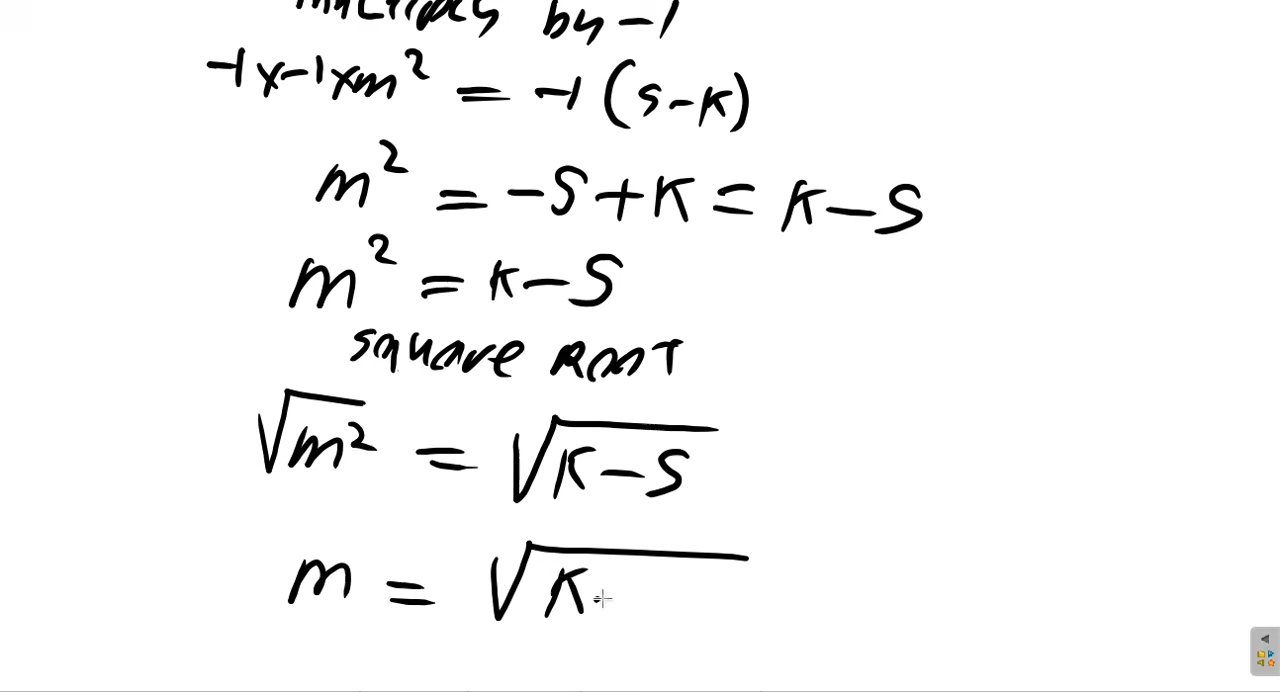 by -1
-1x-1xm² = -1(s-K)
m² = -S+K = K-S
m² = K-S
square Root
√m² = √K-S
m = √K-